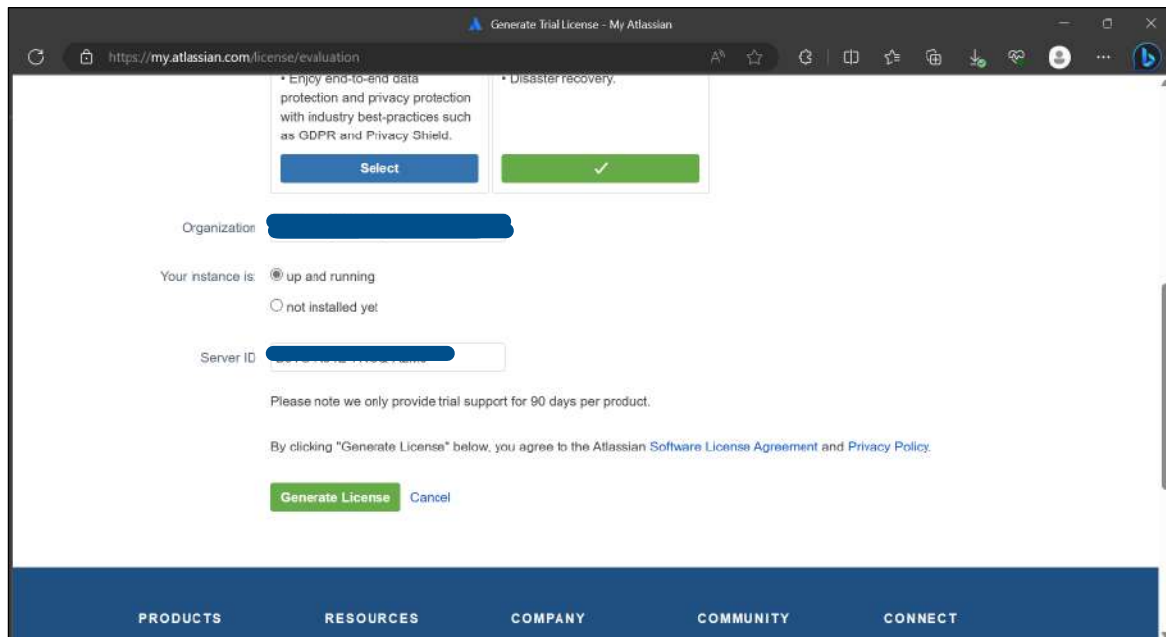 Generate Trial License - My Atlassian
https://my.atlassian.com/license/evaluation
• Enjoy end-to-end data
protection and privacy protection
with industry best-practices such
as GDPR and Privacy Shield.
• Disaster recovery.
Select
Organization
Your instance is:
up and running
not installed yet
Server ID
Please note we only provide trial support for 90 days per product.
By clicking "Generate License" below, you agree to the Atlassian Software License Agreement and Privacy Policy.
Generate License Cancel
PRODUCTS RESOURCES COMPANY COMMUNITY CONNECT